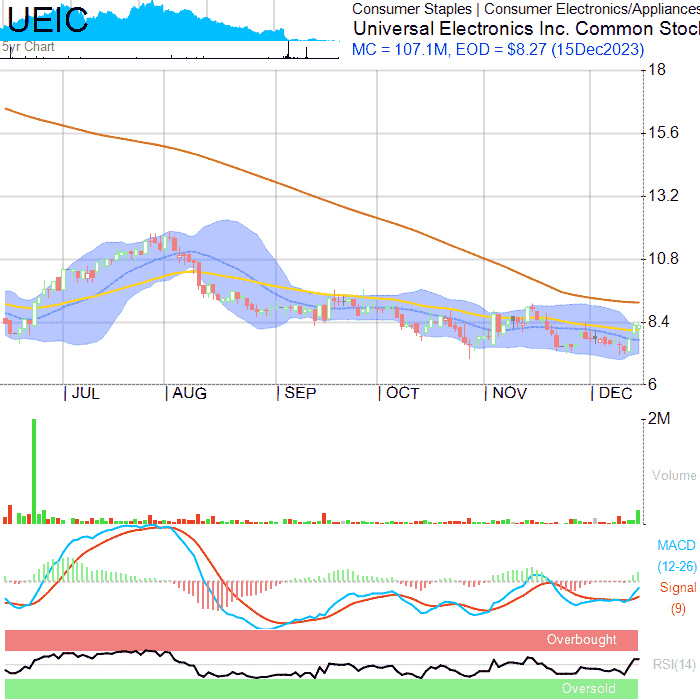 UEIC
5yr Chart
Consumer Staples | Consumer Electronics/Appliances
Universal Electronics Inc. Common Stock
MC = 107.1M, EOD = $8.27 (15Dec2023)
18
15.6
13.2
10.8
8.4
6
JUL AUG SEP OCT NOV DEC
2M
Volume
MACD
(12-26)
Signal
(9)
Overbought
RSI(14)
Oversold